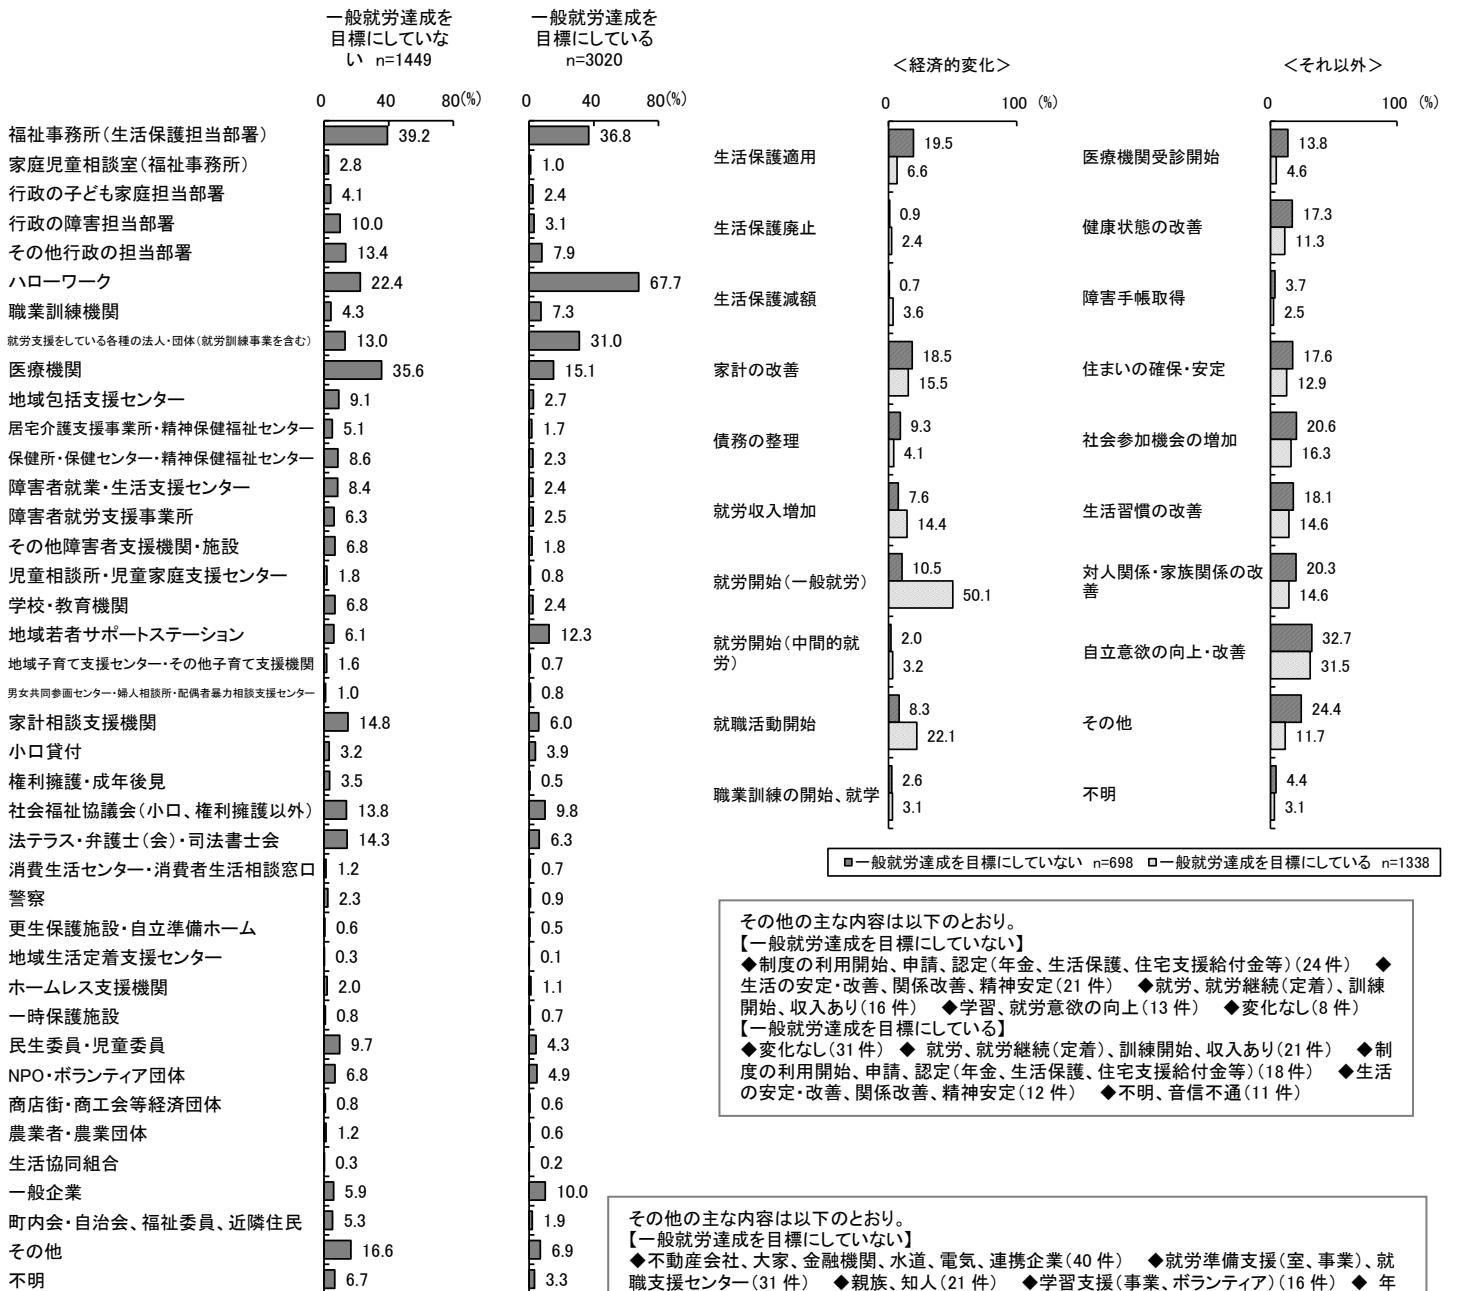 一般就労達成を
目標にしていな
い n=1449
0 40 80(%)
一般就労達成を
目標にしている
n=3020
0 40 80(%)
福祉事務所（生活保護担当部署） 39.2 36.8
家庭児童相談室（福祉事務所） 2.8 1.0
行政の子ども家庭担当部署 4.1 2.4
行政の障害担当部署 10.0 3.1
その他行政の担当部署 13.4 7.9
ハローワーク 22.4 67.7
職業訓練機関 4.3 7.3
就労支援をしている各種の法人・団体（就労訓練事業を含む） 13.0 31.0
医療機関 35.6 15.1
地域包括支援センター 9.1 2.7
居宅介護支援事業所・精神保健福祉センター 5.1 1.7
保健所・保健センター・精神保健福祉センター 8.6 2.3
障害者就業・生活支援センター 8.4 2.4
障害者就労支援事業所 6.3 2.5
その他障害者支援機関・施設 6.8 1.8
児童相談所・児童家庭支援センター 1.8 0.8
学校・教育機関 6.8 2.4
地域若者サポートステーション 6.1 12.3
地域子育て支援センター・その他子育て支援機関 1.6 0.7
男女共同参画センター・婦人相談所・配偶者暴力相談支援センター 1.0 0.8
家計相談支援機関 14.8 6.0
小口貸付 3.2 3.9
権利擁護・成年後見 3.5 0.5
社会福祉協議会（小口、権利擁護以外） 13.8 9.8
法テラス・弁護士（会）・司法書士会 14.3 6.3
消費生活センター・消費者生活相談窓口 1.2 0.7
警察 2.3 0.9
更生保護施設・自立準備ホーム 0.6 0.5
地域生活定着支援センター 0.3 0.1
ホームレス支援機関 2.0 1.1
一時保護施設 0.8 0.7
民生委員・児童委員 9.7 4.3
NPO・ボランティア団体 6.8 4.9
商店街・商工会等経済団体 0.8 0.6
農業者・農業団体 1.2 0.6
生活協同組合 0.3 0.2
一般企業 5.9 10.0
町内会・自治会、福祉委員、近隣住民 5.3 1.9
その他 16.6 6.9
不明 6.7 3.3
＜経済的変化＞
0 100 (%)
生活保護適用 19.5
6.6
生活保護廃止 0.9
2.4
生活保護減額 0.7
3.6
家計の改善 18.5
15.5
債務の整理 9.3
4.1
就労収入増加 7.6
14.4
就労開始（一般就労） 10.5
50.1
就労開始（中間的就
労） 2.0
3.2
就職活動開始 8.3
22.1
職業訓練の開始、就学 2.6
3.1
＜それ以外＞
0 100 (%)
医療機関受診開始 13.8
4.6
健康状態の改善 17.3
11.3
障害手帳取得 3.7
2.5
住まいの確保・安定 17.6
12.9
社会参加機会の増加 20.6
16.3
生活習慣の改善 18.1
14.6
対人関係・家族関係の改
善 20.3
14.6
自立意欲の向上・改善 32.7
31.5
その他 24.4
11.7
不明 4.4
3.1
一般就労達成を目標にしていない n=698 一般就労達成を目標にしている n=1338
その他の主な内容は以下のとおり。
【一般就労達成を目標にしていない】
◆制度の利用開始、申請、認定（年金、生活保護、住宅支援給付金等）（24 件） ◆
生活の安定・改善、関係改善、精神安定（21 件） ◆就労、就労継続（定着）、訓練
開始、収入あり（16 件） ◆学習、就労意欲の向上（13 件） ◆変化なし（8 件）
【一般就労達成を目標にしている】
◆変化なし（31 件） ◆ 就労、就労継続（定着）、訓練開始、収入あり（21 件） ◆制
度の利用開始、申請、認定（年金、生活保護、住宅支援給付金等）（18 件） ◆生活
の安定・改善、関係改善、精神安定（12 件） ◆不明、音信不通（11 件）
その他の主な内容は以下のとおり。
【一般就労達成を目標にしていない】
◆不動産会社、大家、金融機関、水道、電気、連携企業（40 件） ◆就労準備支援（室、事業）、就
職支援センター（31 件） ◆親族、知人（21 件） ◆学習支援（事業、ボランティア）（16 件） ◆ 年